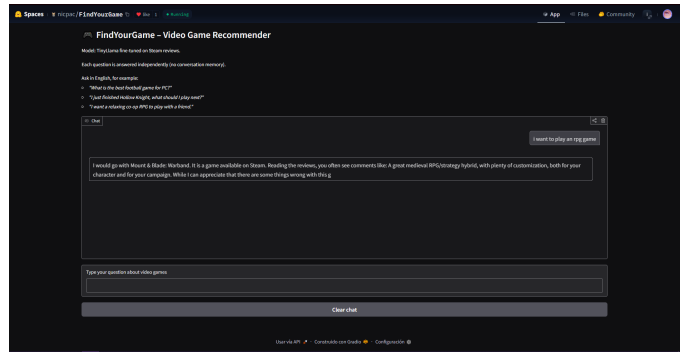 Spaces nicpac/FindYourGame like 1 Running App Files Community
FindYourGame – Video Game Recommender
Model: TinyLlama fine-tuned on Steam reviews.
Each question is answered independently (no conversation memory).
Ask in English, for example:
"What is the best football game for PC?"
"I just finished Hollow Knight, what should I play next?"
"I want a relaxing co-op RPG to play with a friend."
Chat
I want to play an rpg game
I would go with Mount & Blade: Warband. It is a game available on Steam. Reading the reviews, you often see comments like: A great medieval RPG/strategy hybrid, with plenty of customization, both for your
character and for your campaign. While I can appreciate that there are some things wrong with this g
Type your question about video games
Clear chat
Usar vía API · Construido con Gradio · Configuración